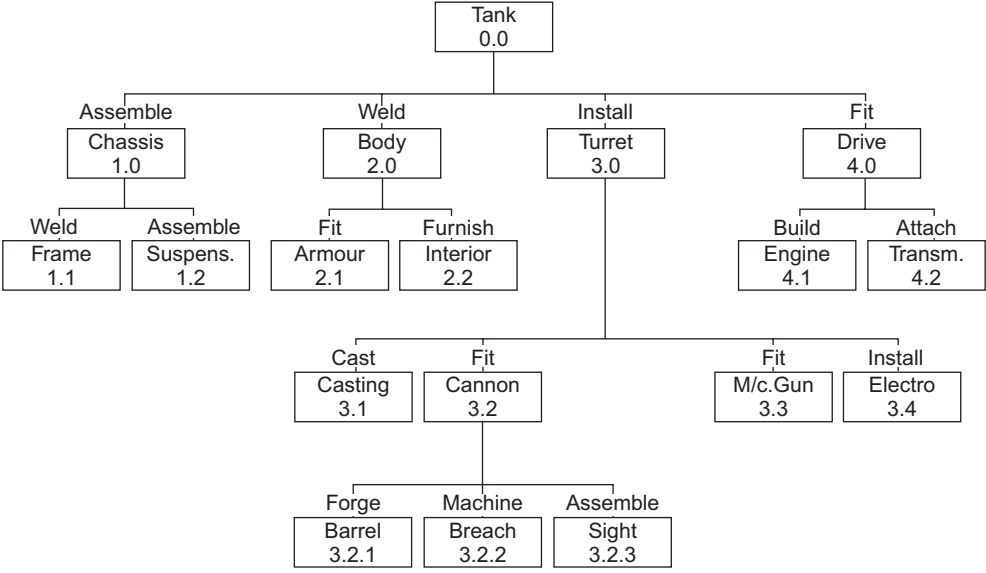 Tank
0.0
Assemble Weld Install Fit
Chassis Body Turret Drive
1.0 2.0 3.0 4.0
Weld Assemble Fit Furnish Build Attach
Frame Suspens. Armour Interior Engine Transm.
1.1 1.2 2.1 2.2 4.1 4.2
Cast Fit Fit Install
Casting Cannon M/c.Gun Electro
3.1 3.2 3.3 3.4
Forge Machine Assemble
Barrel Breach Sight
3.2.1 3.2.2 3.2.3